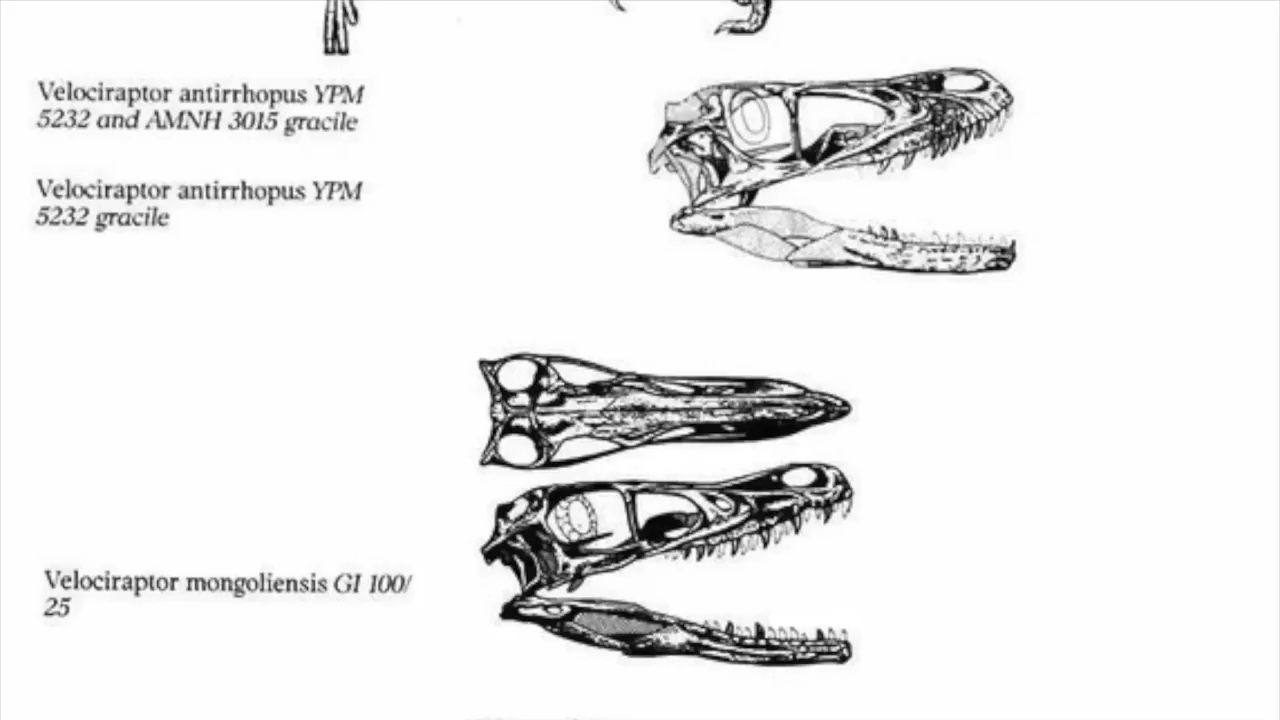 Velociraptor antirrhopus YPM
5232 and AMNH 3015 gracile
Velociraptor antirrhopus YPM
5232 gracile
Velociraptor mongoliensis GI 100/
25